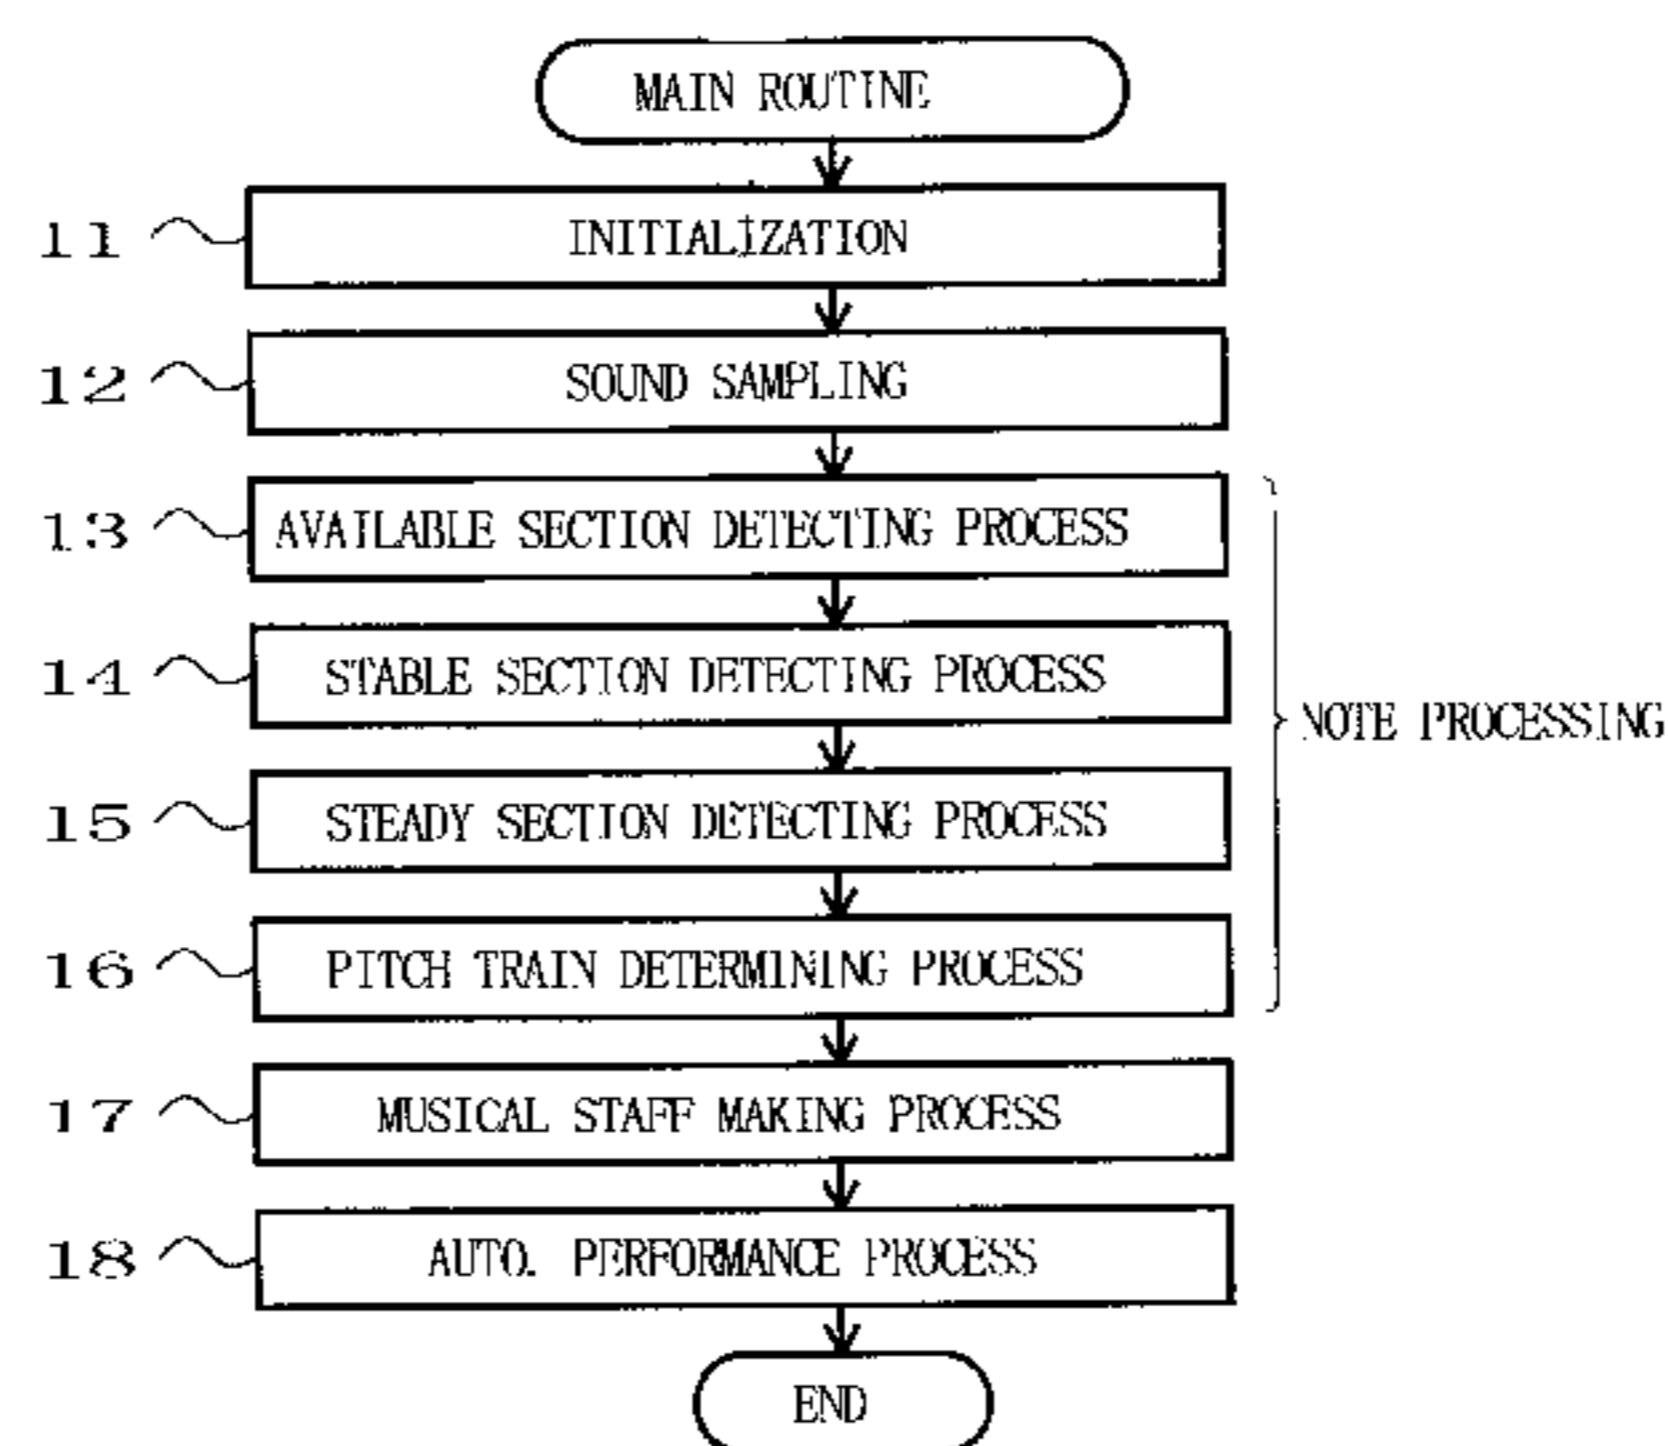 MAIN ROUTINE
11 INITIALIZATION
12 SOUND SAMPLING
13 AVAILABLE SECTION DETECTING PROCESS
14 STABLE SECTION DETECTING PROCESS
NOTE PROCESSING
15 STEADY SECTION DETECTING PROCESS
16 PITCH TRAIN DETERMINING PROCESS
17 MUSICAL STAFF MAKING PROCESS
18 AUTO. PERFORMANCE PROCESS
END